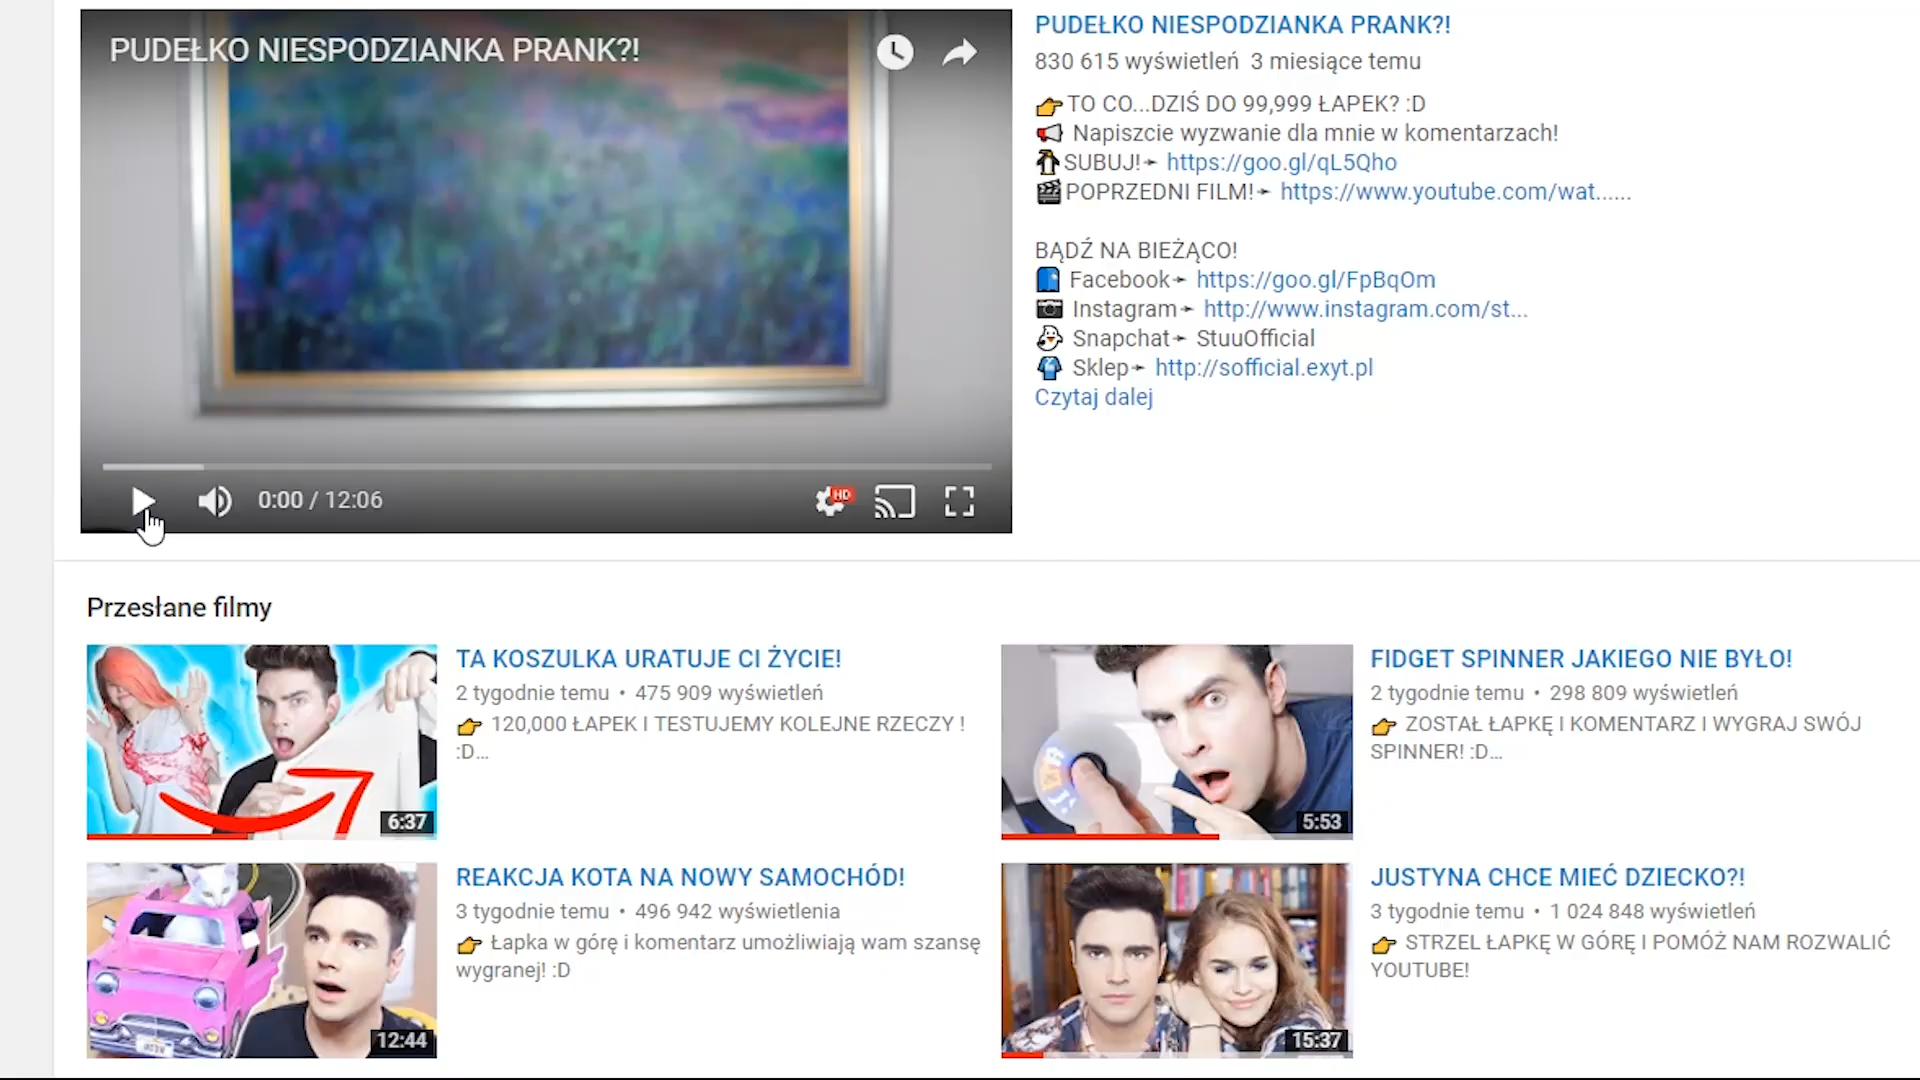 PUDEŁKO NIESPODZIANKA PRANK?!
0:00 / 12:06
HD
PUDEŁKO NIESPODZIANKA PRANK?!
830 615 wyświetleń 3 miesiące temu
👉TO CO...DZIŚ DO 99,999 ŁAPEK? :D
📢 Napiszcie wyzwanie dla mnie w komentarzach!
🐧SUBUJ!➛ https://goo.gl/qL5Qho
🎬POPRZEDNI FILM!➛ https://www.youtube.com/wat......
BĄDŹ NA BIEŻĄCO!
📘 Facebook➛ https://goo.gl/FpBqOm
📷 Instagram➛ http://www.instagram.com/st...
👻 Snapchat➛ StuuOfficial
👕 Sklep➛ http://sofficial.exyt.pl
Czytaj dalej
Przesłane filmy
6:37
TA KOSZULKA URATUJE CI ŻYCIE!
2 tygodnie temu • 475 909 wyświetleń
👉 120,000 ŁAPEK I TESTUJEMY KOLEJNE RZECZY !
:D...
5:53
FIDGET SPINNER JAKIEGO NIE BYŁO!
2 tygodnie temu • 298 809 wyświetleń
👉 ZOSTAŁ ŁAPKĘ I KOMENTARZ I WYGRAJ SWÓJ
SPINNER! :D...
12:44
REAKCJA KOTA NA NOWY SAMOCHÓD!
3 tygodnie temu • 496 942 wyświetlenia
👉 Łapka w górę i komentarz umożliwiają wam szansę
wygranej! :D
15:37
JUSTYNA CHCE MIEĆ DZIECKO?!
3 tygodnie temu • 1 024 848 wyświetleń
👉 STRZEL ŁAPKĘ W GÓRĘ I POMÓŻ NAM ROZWALIĆ
YOUTUBE!